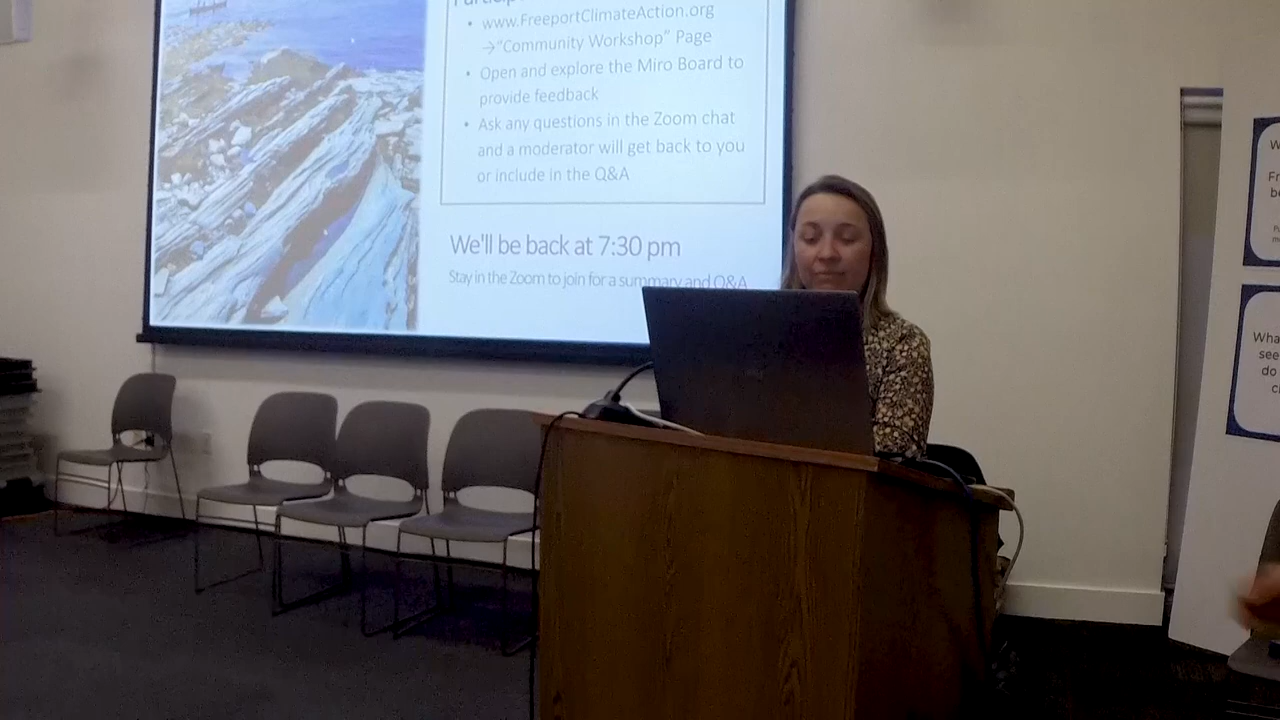 www.FreeportClimateAction.org
→"Community Workshop" Page
Open and explore the Miro Board to
provide feedback
Ask any questions in the Zoom chat
and a moderator will get back to you
or include in the Q&A
We'll be back at 7:30 pm
Stay in the Zoom to join for a summary and Q&A